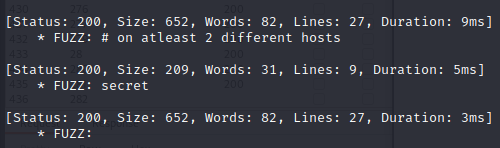 [Status: 200, Size: 652, Words: 82, Lines: 27, Duration: 9ms]
* FUZZ: # on atleast 2 different hosts
[Status: 200, Size: 209, Words: 31, Lines: 9, Duration: 5ms]
* FUZZ: secret
[Status: 200, Size: 652, Words: 82, Lines: 27, Duration: 3ms]
* FUZZ: